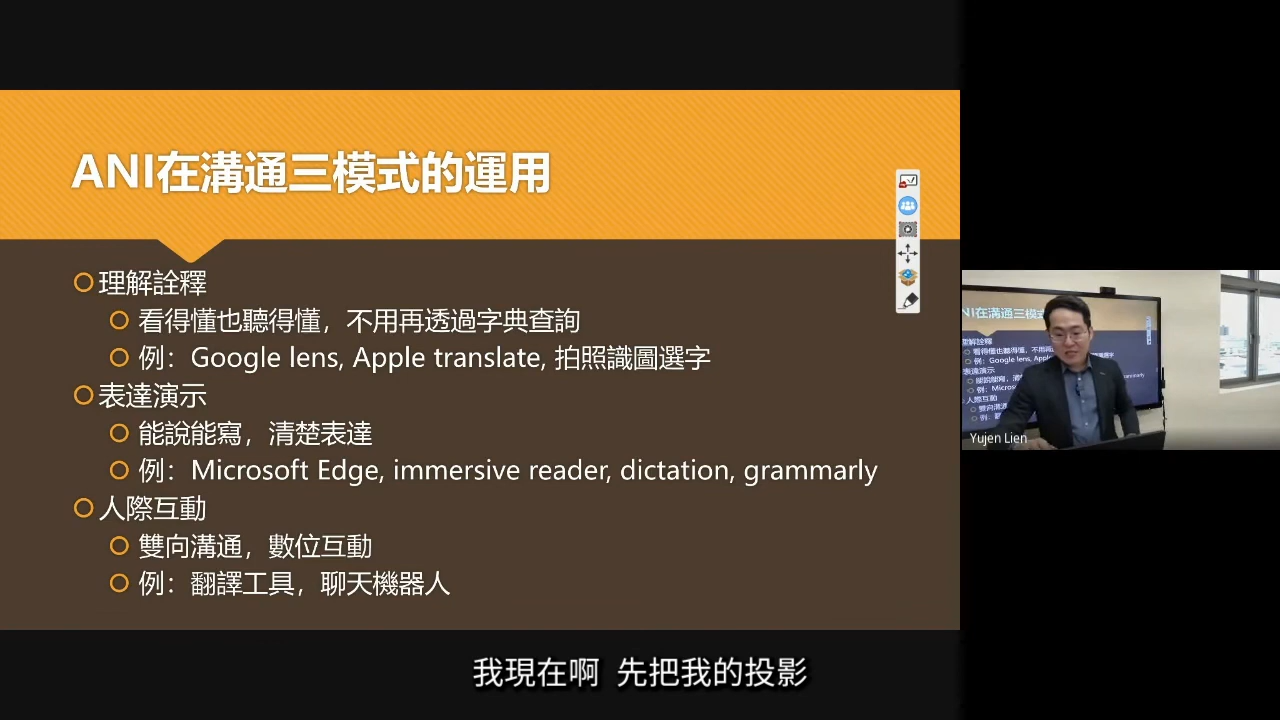 ANI在溝通三模式的運用
理解詮釋
看得懂也聽得懂，不用再透過字典查詢
例：Google lens, Apple translate, 拍照識圖選字
表達演示
能說能寫，清楚表達
例：Microsoft Edge, immersive reader, dictation, grammarly
人際互動
雙向溝通，數位互動
例：翻譯工具，聊天機器人
Yujen Lien
我現在啊 先把我的投影